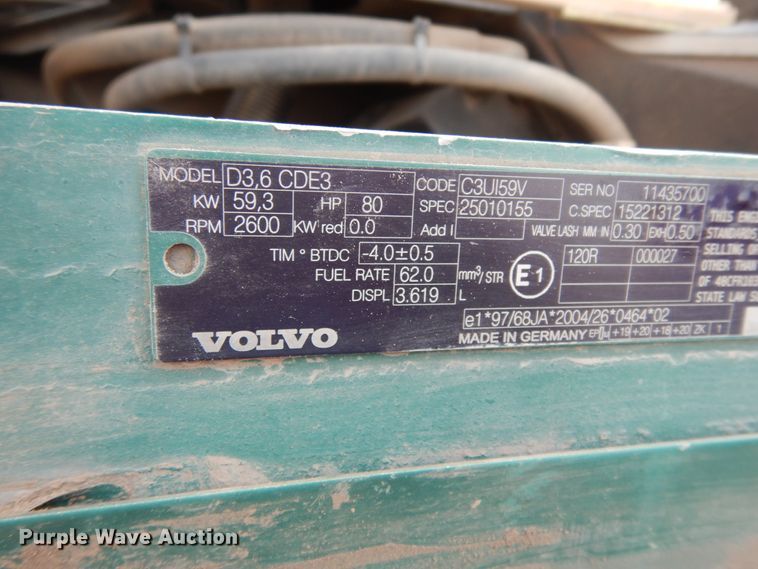 MODEL D3,6 CDE3 CODE C3UI59V SER NO 11435700
KW 59,3 HP 80 SPEC 25010155 C.SPEC 15221312 THIS ENG
RPM 2600 KW red 0.0 Add I VALVE LASH MM IN 0.30 EXH 0.50 STANDARDS
TIM ° BTDC -4.0±0.5 120R 000027 SELLING OF
FUEL RATE 62.0 mm³/STR E1 OTHER THAN
DISPL 3.619 L OF
STATE LAW
e1*97/68JA*2004/26*0464*02
VOLVO MADE IN GERMANY +19 +20 +18 +20 ZK 1
Purple Wave Auction